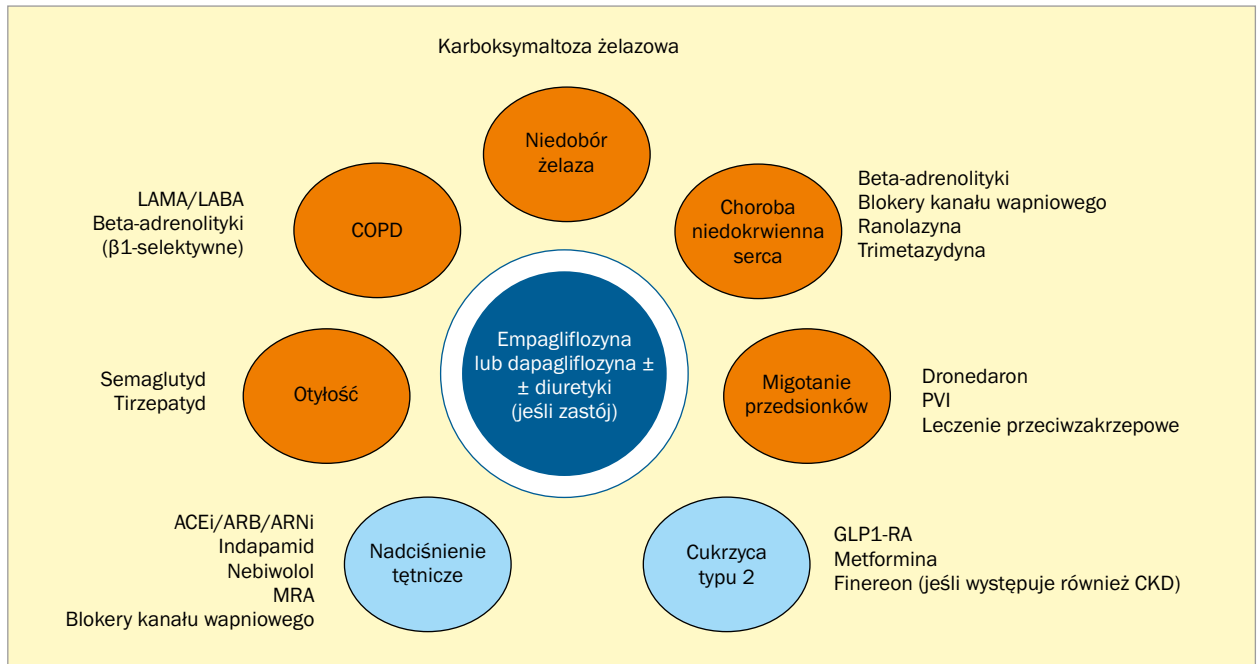 Karboksymaltoza żelazowa
Niedobór
żelaza
LAMA/LABA
Beta-adrenolityki
(β1-selektywne)
COPD
Choroba
niedokrwienna
serca
Beta-adrenolityki
Blokery kanału wapniowego
Ranolazyna
Trimetazydyna
Empagliflozyna
lub dapagliflozyna ±
± diuretyki
(jeśli zastój)
Semaglutyd
Tirzepatyd
Otyłość
Migotanie
przedsionków
Dronedaron
PVI
Leczenie przeciwzakrzepowe
ACEi/ARB/ARNi
Indapamid
Nebiwolol
MRA
Blokery kanału wapniowego
Nadciśnienie
tętnicze
Cukrzyca
typu 2
GLP1-RA
Metformina
Finereon (jeśli występuje również CKD)